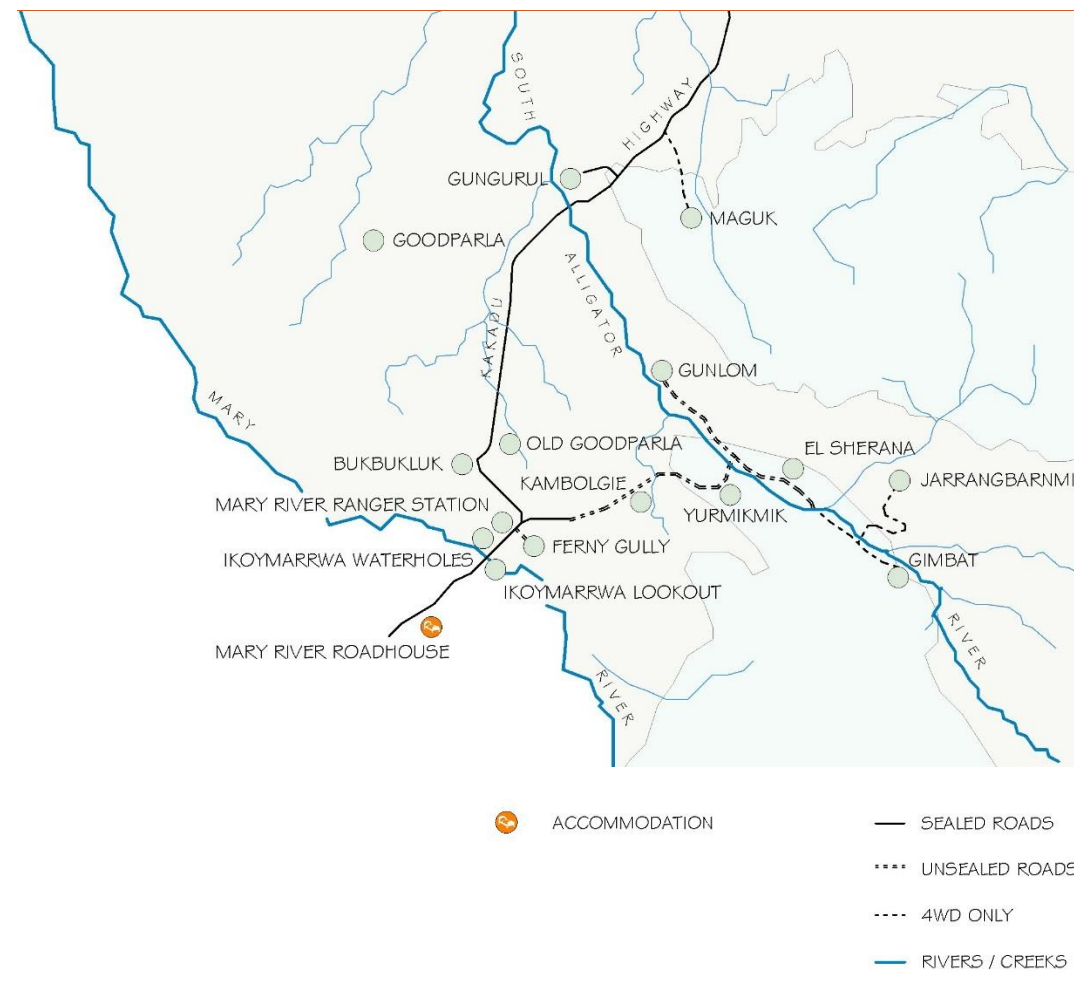 SOUTH
HIGHWAY
GUNGURUL
MAGUK
GOODPARLA
ALLIGATOR
KAKADU
GUNLOM
MARY
OLD GOODPARLA
EL SHERANA
BUKBUKLUK
KAMBOLGIE
JARRANGBARNMI
MARY RIVER RANGER STATION
YURMIKMIK
IKOYMARRWA WATERHOLES
FERNY GULLY
GIMBAT
IKOYMARRWA LOOKOUT
RIVER
MARY RIVER ROADHOUSE
RIVER
ACCOMMODATION
SEALED ROADS
UNSEALED ROADS
4WD ONLY
RIVERS / CREEKS